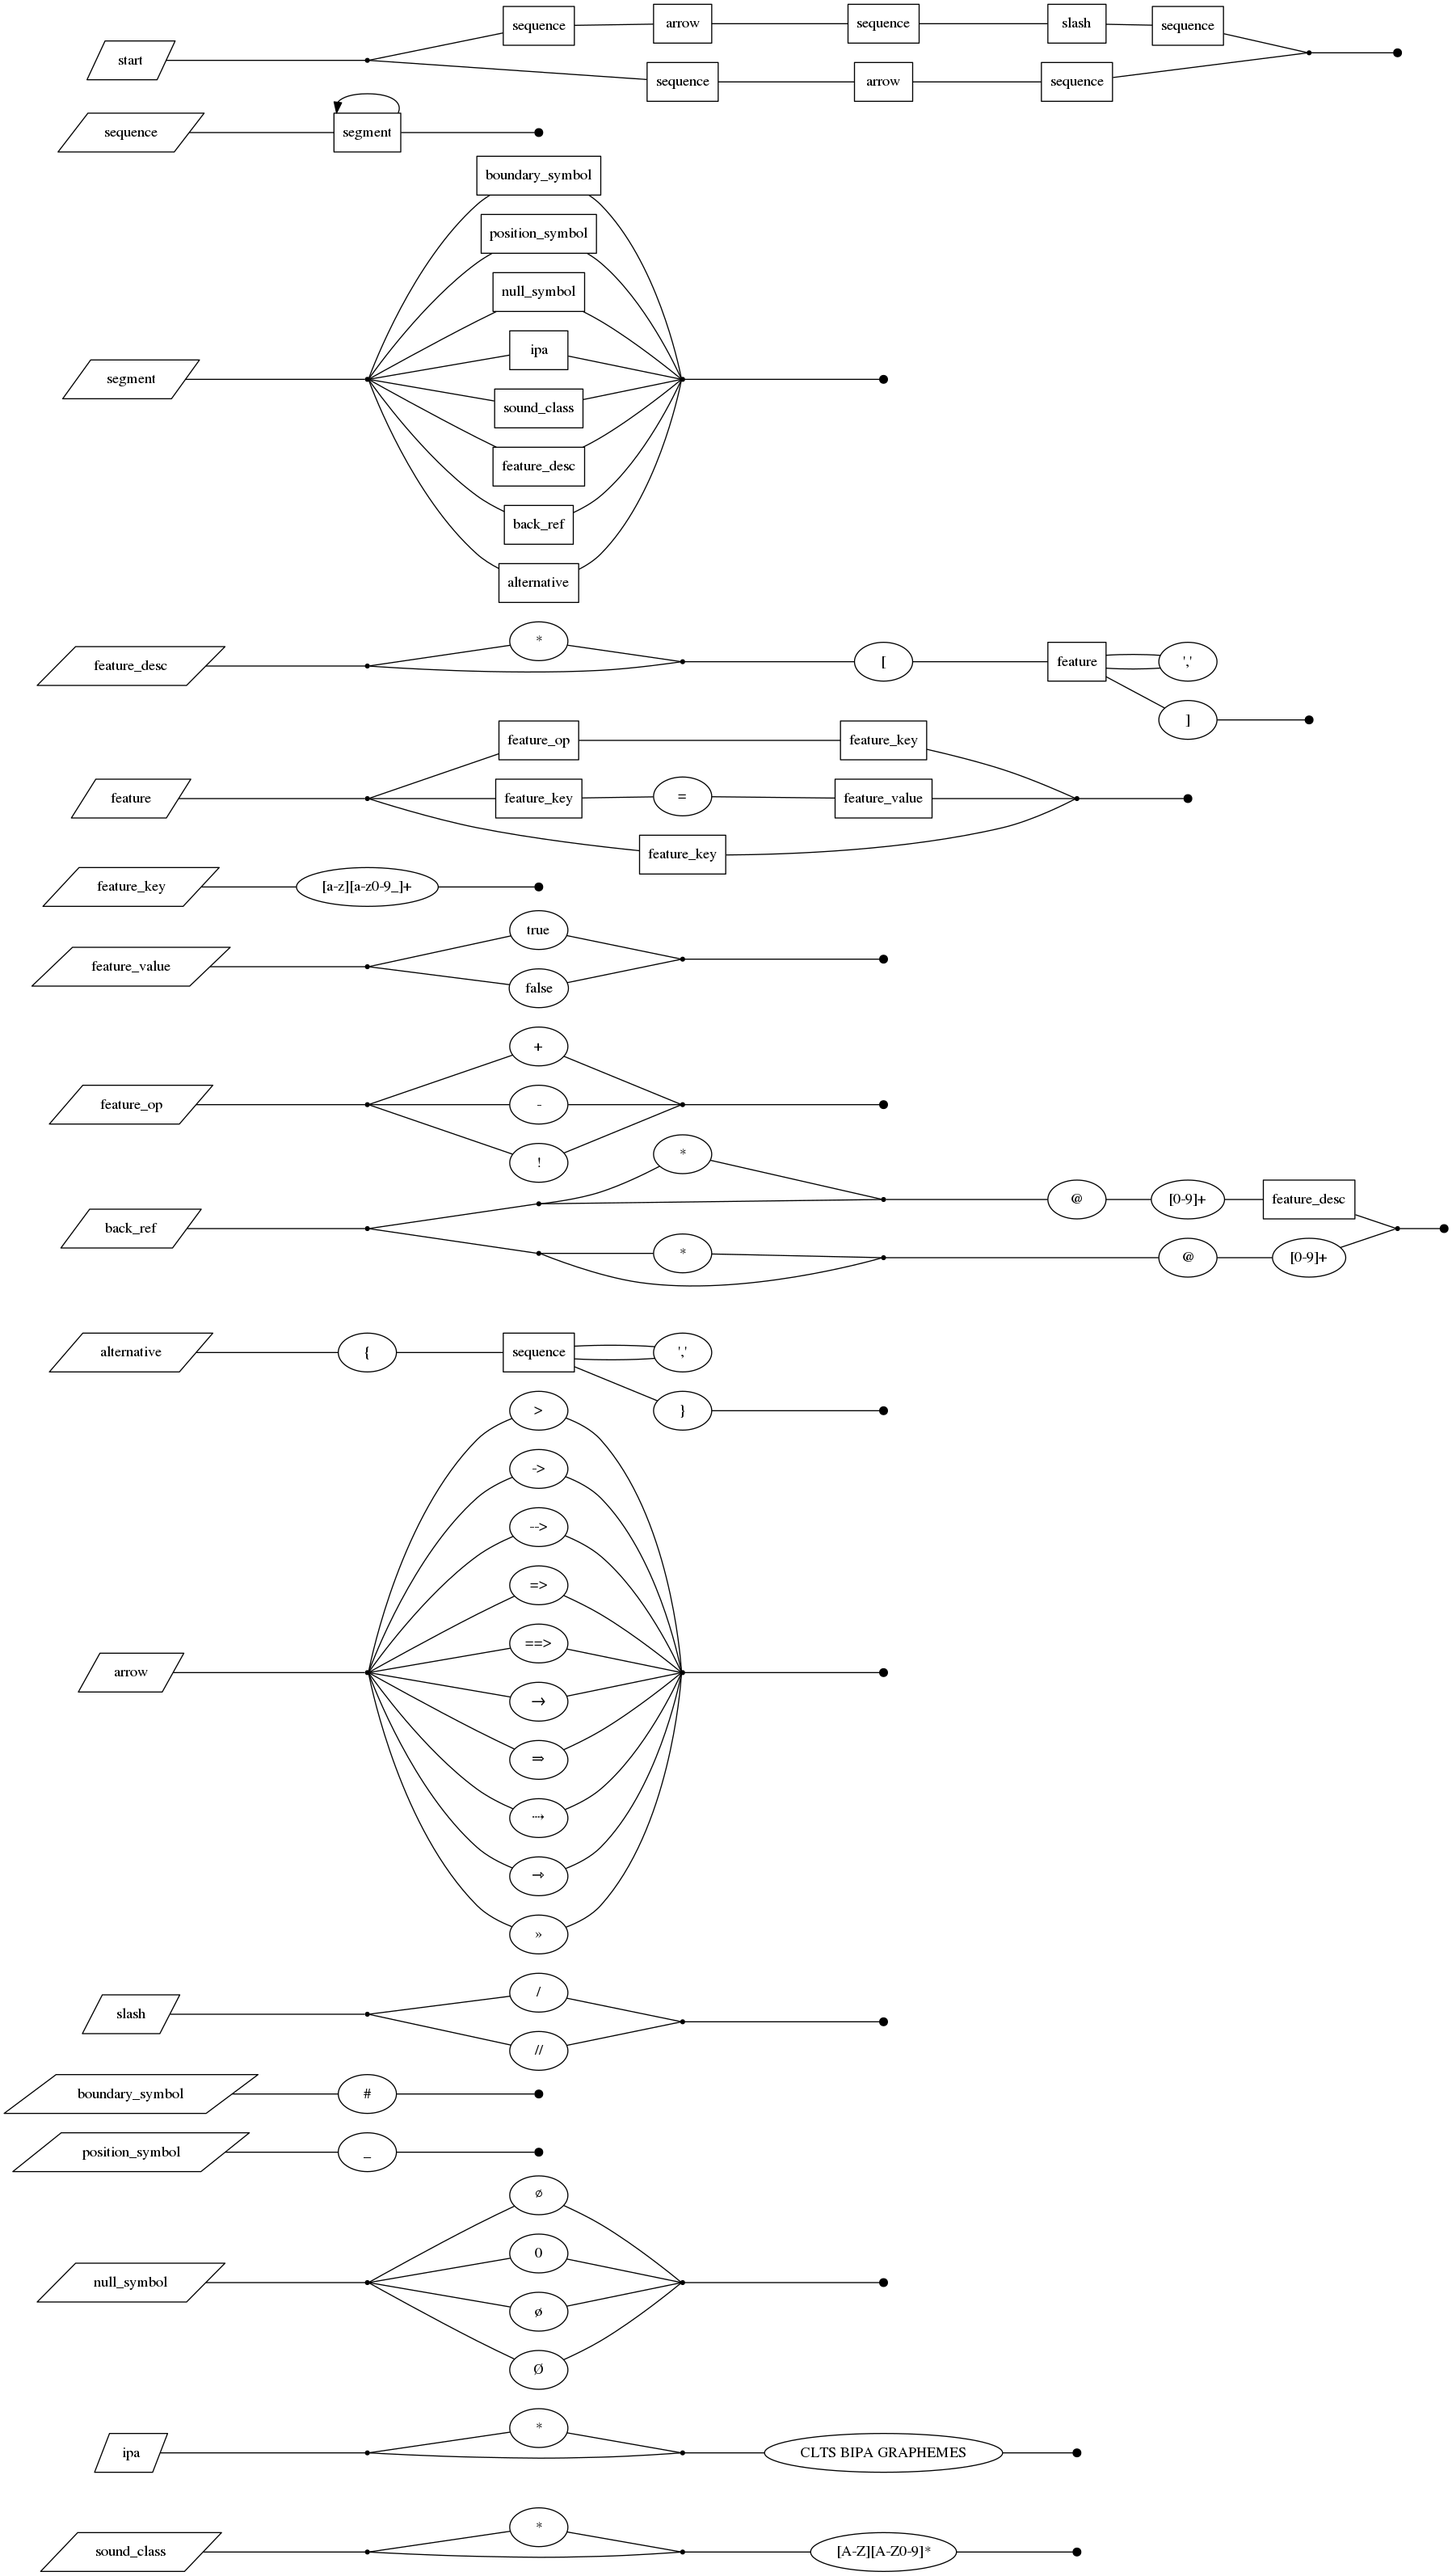 start sequence arrow sequence slash sequence
sequence arrow sequence
sequence segment
segment
boundary_symbol
position_symbol
null_symbol
ipa
sound_class
feature_desc
back_ref
alternative
feature_desc * [ feature ','
]
feature
feature_op feature_key
feature_key = feature_value
feature_key
feature_key [a-z][a-z0-9_]+
feature_value
true
false
feature_op
+
-
!
back_ref
* @ [0-9]+ feature_desc
* @ [0-9]+
alternative { sequence ','
}
arrow
>
->
-->
=>
==>
→
⇒
⤑
⇾
»
slash
/
//
boundary_symbol #
position_symbol _
null_symbol
∅
0
ø
Ø
ipa * CLTS BIPA GRAPHEMES
sound_class * [A-Z][A-Z0-9]*